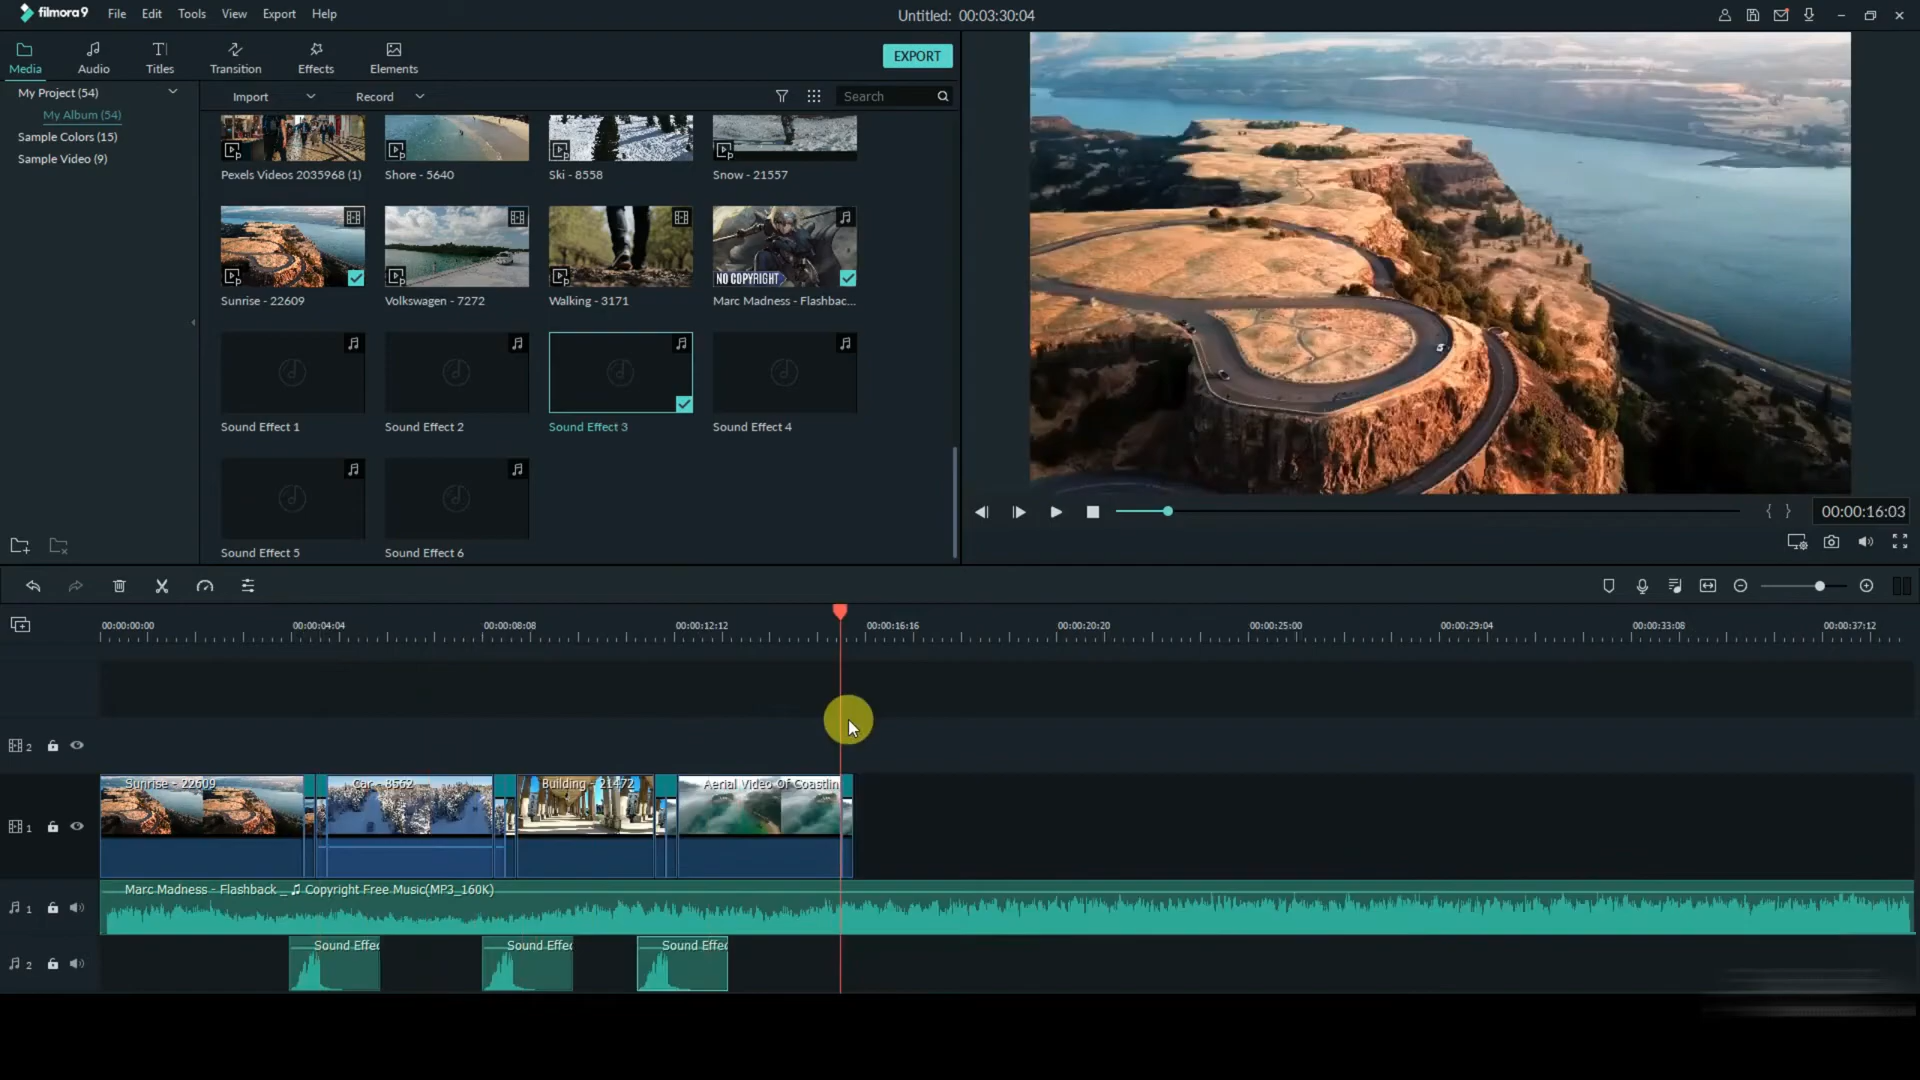 filmora9 File Edit Tools View Export Help Untitled: 00:03:30:04
Media Audio Titles Transition Effects Elements EXPORT
My Project (54)
My Album (54)
Sample Colors (15)
Sample Video (9)
Import Record Search
Pexels Videos 2035968 (1) Shore - 5640 Ski - 8558 Snow - 21557
NO COPYRIGHT
Sunrise - 22609 Volkswagen - 7272 Walking - 3171 Marc Madness - Flashbac...
Sound Effect 1 Sound Effect 2 Sound Effect 3 Sound Effect 4
Sound Effect 5 Sound Effect 6
{ } 00:00:16:03
00:00:00:00 00:00:04:04 00:00:08:08 00:00:12:12 00:00:16:16 00:00:20:20 00:00:25:00 00:00:29:04 00:00:33:08 00:00:37:12
2
Sunrise - 22609 Car - 8562 Building - 21472 Aerial Video Of Coastlin
1
Marc Madness - Flashback _ ♫ Copyright Free Music(MP3_160K)
1
Sound Effec Sound Effec Sound Effec
2